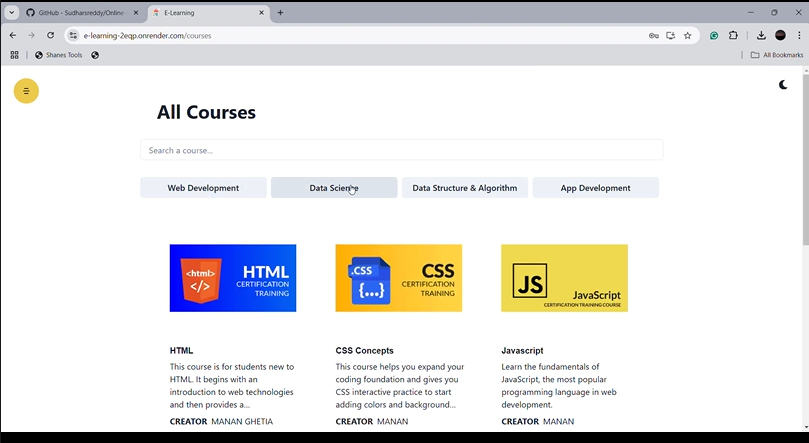 GitHub - Sudharsreddy/Online
E-Learning
e-learning-2eqp.onrender.com/courses
Shanes Tools
All Bookmarks
All Courses
Search a course...
Web Development
Data Science
Data Structure & Algorithm
App Development
<html>
</>
HTML
CERTIFICATION
TRAINING
.CSS
{...}
CSS
CERTIFICATION
TRAINING
JS
JavaScript
CERTIFICATION TRAINING COURSE
HTML
This course is for students new to
HTML. It begins with an
introduction to web technologies
and then provides a...
CREATOR MANAN GHETIA
CSS Concepts
This course helps you expand your
coding foundation and gives you
CSS interactive practice to start
adding colors and background...
CREATOR MANAN
Javascript
Learn the fundamentals of
JavaScript, the most popular
programming language in web
development.
CREATOR MANAN